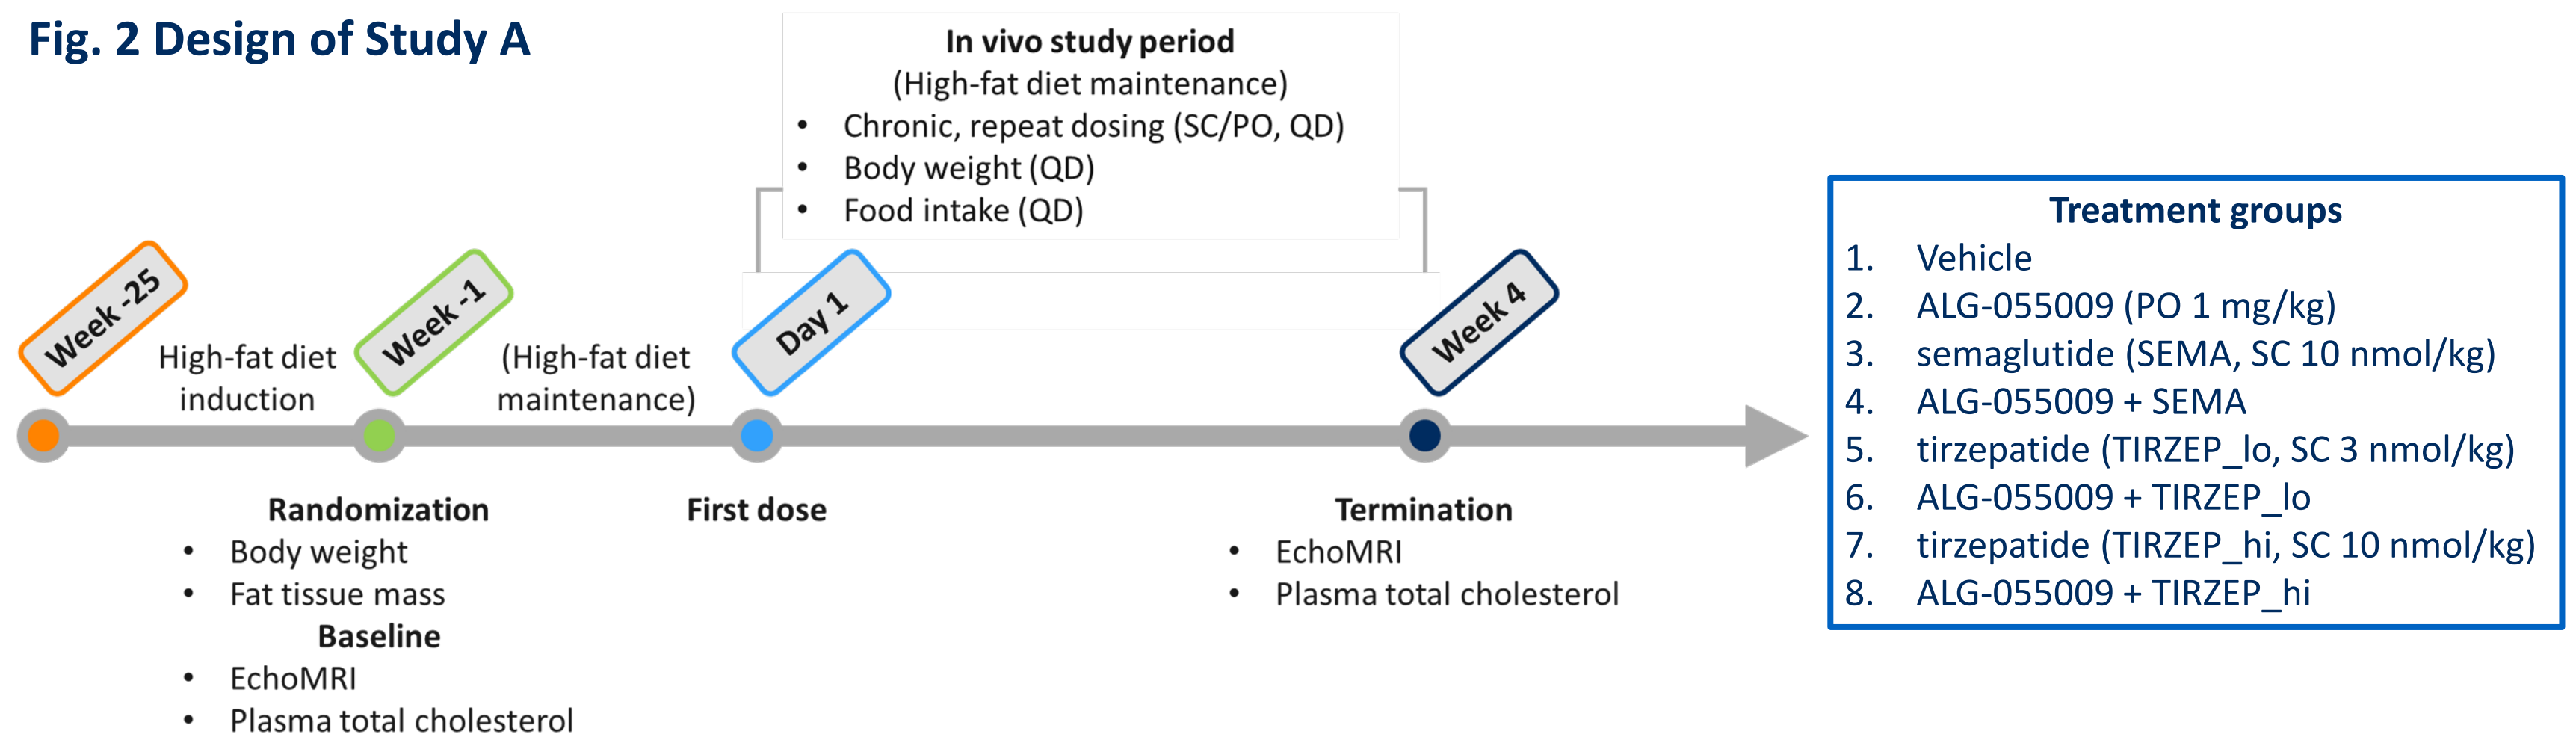 Fig. 2 Design of Study A
In vivo study period
(High-fat diet maintenance)
• Chronic, repeat dosing (SC/PO, QD)
• Body weight (QD)
• Food intake (QD)
Week -25
High-fat diet
induction
Week -1
(High-fat diet
maintenance)
Day 1
Week 4
Randomization
• Body weight
• Fat tissue mass
Baseline
• EchoMRI
• Plasma total cholesterol
First dose
Termination
• EchoMRI
• Plasma total cholesterol
Treatment groups
1. Vehicle
2. ALG-055009 (PO 1 mg/kg)
3. semaglutide (SEMA, SC 10 nmol/kg)
4. ALG-055009 + SEMA
5. tirzepatide (TIRZEP_lo, SC 3 nmol/kg)
6. ALG-055009 + TIRZEP_lo
7. tirzepatide (TIRZEP_hi, SC 10 nmol/kg)
8. ALG-055009 + TIRZEP_hi